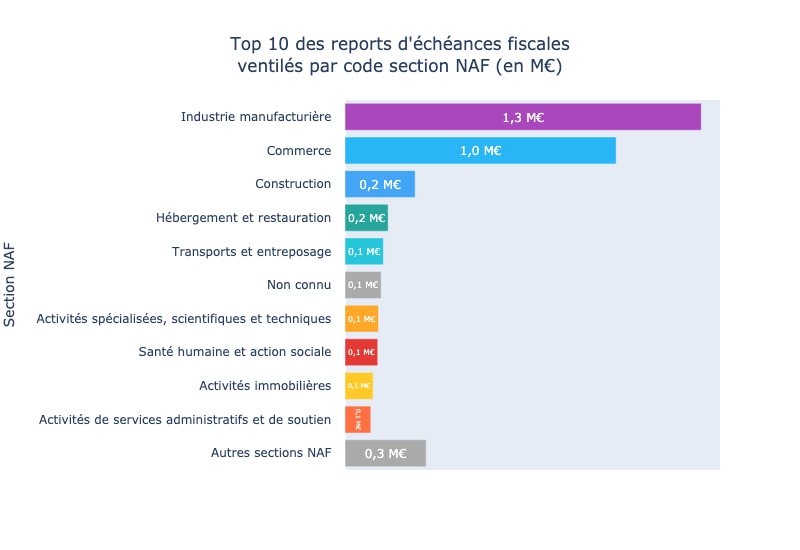 Top 10 des reports d'échéances fiscales
ventilés par code section NAF (en M€)
Section NAF
Industrie manufacturière 1,3 M€
Commerce 1,0 M€
Construction 0,2 M€
Hébergement et restauration 0,2 M€
Transports et entreposage 0,1 M€
Non connu 0,1 M€
Activités spécialisées, scientifiques et techniques 0,1 M€
Santé humaine et action sociale 0,1 M€
Activités immobilières 0,1 M€
Activités de services administratifs et de soutien 0,1 M€
Autres sections NAF 0,3 M€